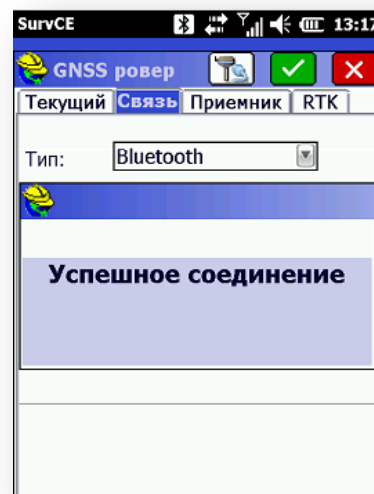 SurvCE 13:17
GNSS ровер
Текущий Связь Приемник RTK
Тип: Bluetooth
Успешное соединение